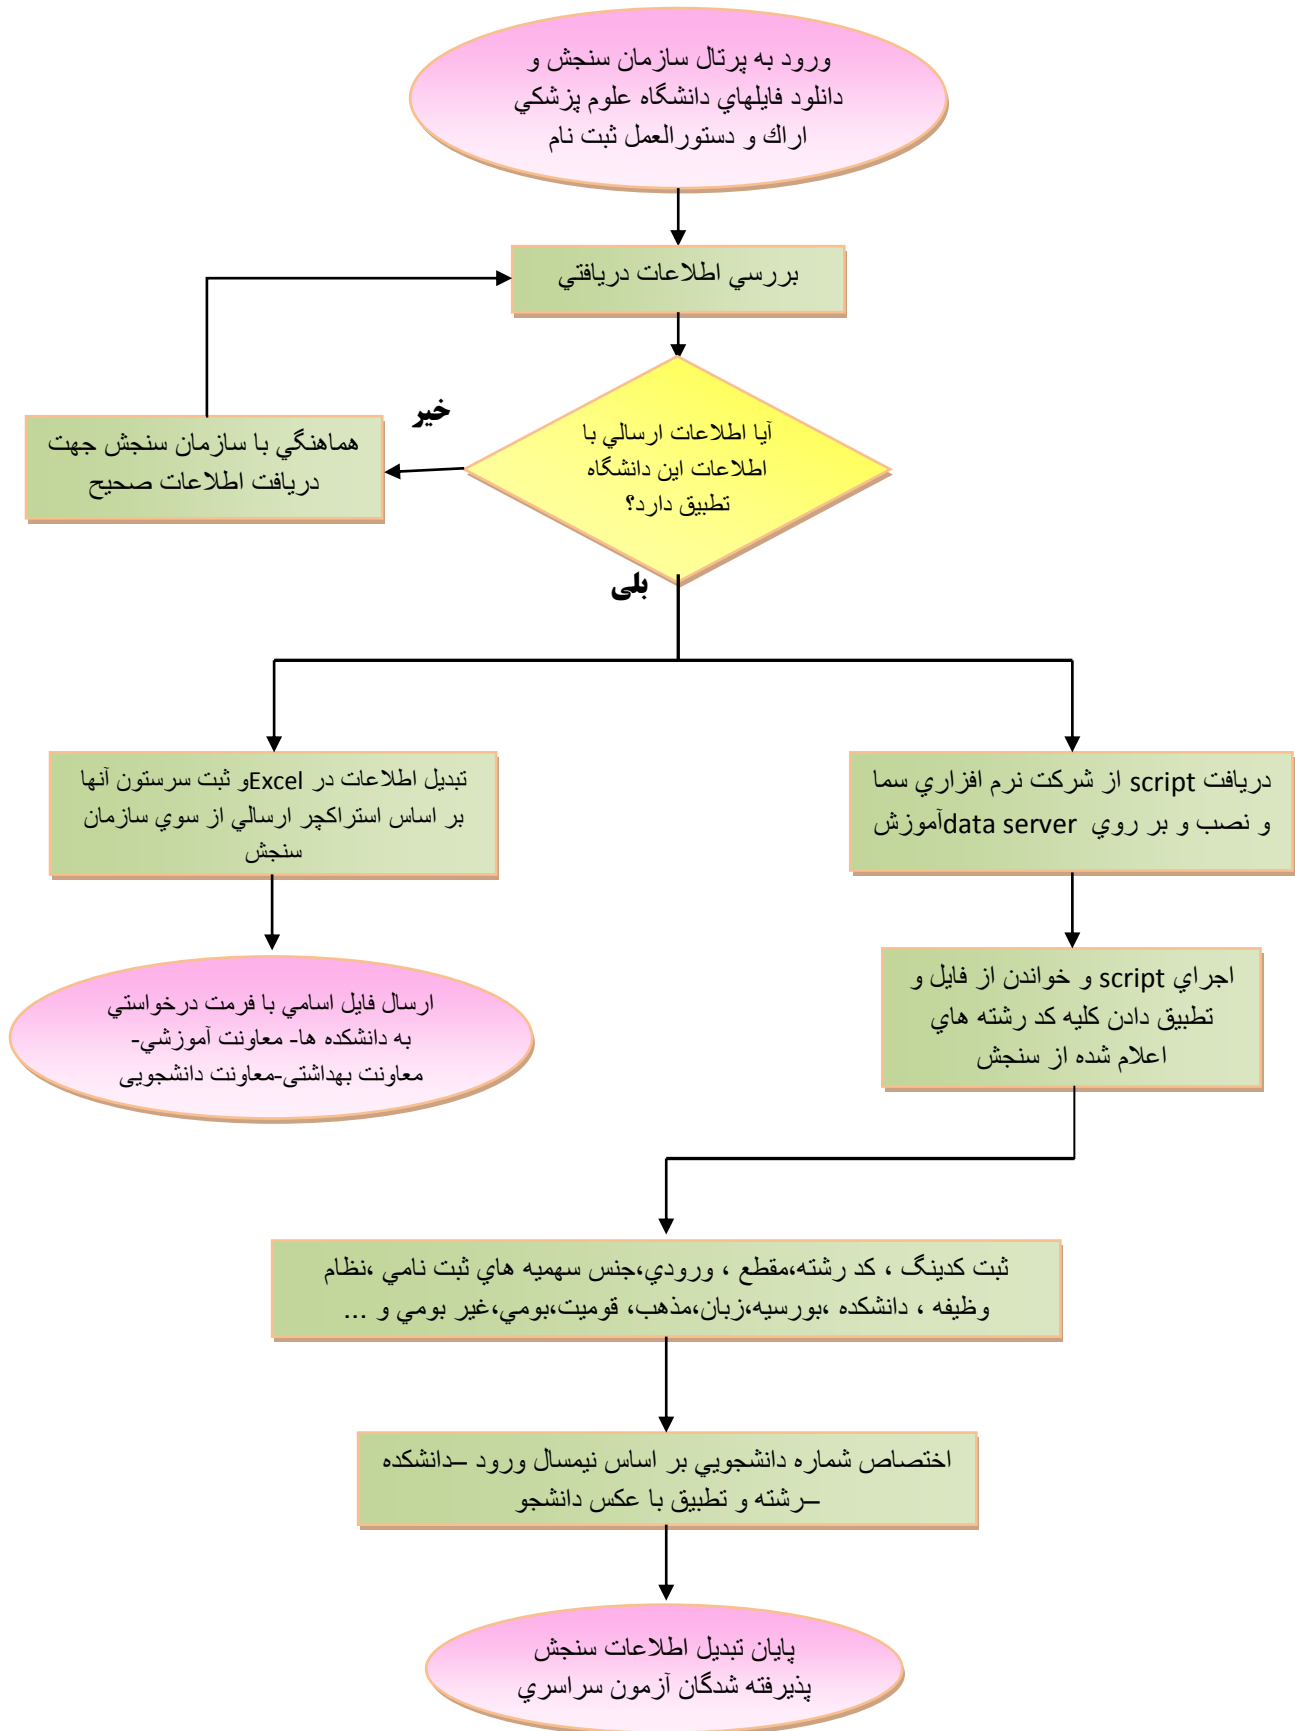 ورود به پرتال سازمان سنجش و
دانلود فايلهاي دانشگاه علوم پزشكي
اراك و دستورالعمل ثبت نام
بررسي اطلاعات دريافتي
خیر
آيا اطلاعات ارسالي با
اطلاعات اين دانشگاه
تطبيق دارد؟
هماهنگي با سازمان سنجش جهت
دريافت اطلاعات صحيح
بلی
تبديل اطلاعات در Excelو ثبت سرستون آنها
بر اساس استراكچر ارسالي از سوي سازمان
سنجش
دريافت script از شركت نرم افزاري سما
و نصب و بر روي data serverآموزش
ارسال فايل اسامي با فرمت درخواستي
به دانشكده ها- معاونت آموزشي-
معاونت بهداشتی-معاونت دانشجویی
اجراي script و خواندن از فايل و
تطبيق دادن كليه كد رشته هاي
اعلام شده از سنجش
ثبت كدينگ ، كد رشته،مقطع ، ورودي،جنس سهميه هاي ثبت نامي ،نظام
وظيفه ، دانشكده ،بورسيه،زبان،مذهب، قوميت،بومي،غير بومي و ...
اختصاص شماره دانشجويي بر اساس نيمسال ورود –دانشكده
–رشته و تطبيق با عكس دانشجو
پايان تبديل اطلاعات سنجش
پذيرفته شدگان آزمون سراسري